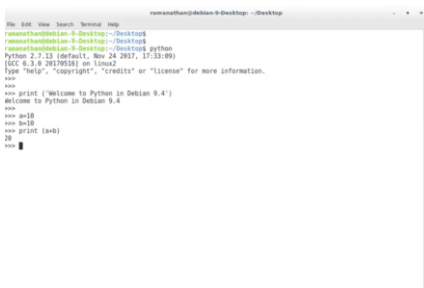 ramanathan@debian-9-Desktop: ~/Desktop
File Edit View Search Terminal Help
ramanathan@debian-9-Desktop:~/Desktop$
ramanathan@debian-9-Desktop:~/Desktop$
ramanathan@debian-9-Desktop:~/Desktop$ python
Python 2.7.13 (default, Nov 24 2017, 17:33:09)
[GCC 6.3.0 20170516] on linux2
Type "help", "copyright", "credits" or "license" for more information.
>>>
>>>
>>> print ('Welcome to Python in Debian 9.4')
Welcome to Python in Debian 9.4
>>>
>>> a=10
>>> b=10
>>> print (a+b)
20
>>>